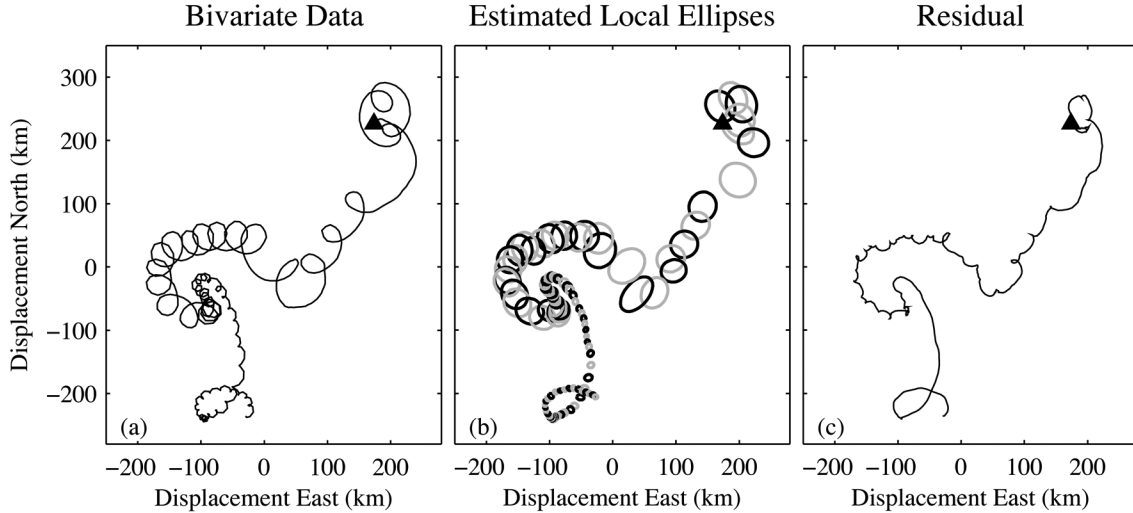 Bivariate Data
Estimated Local Ellipses
Residual
Displacement North (km)
300
200
100
0
−100
−200
(a)
(b)
(c)
−200 −100 0 100 200
−200 −100 0 100 200
−200 −100 0 100 200
Displacement East (km)
Displacement East (km)
Displacement East (km)